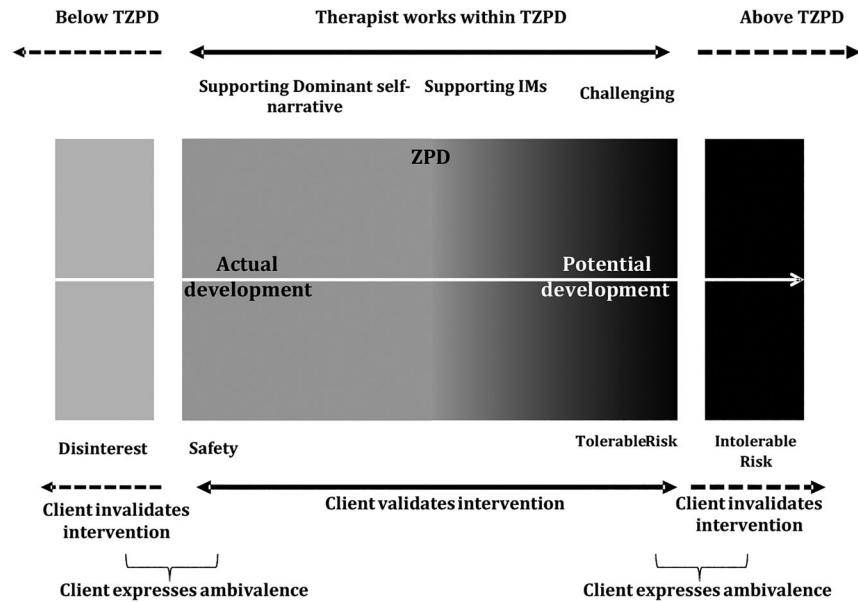 Below TZPD
Therapist works within TZPD
Above TZPD
Supporting Dominant self-
narrative
Supporting IMs
Challenging
ZPD
Actual
development
Potential
development
Disinterest
Safety
TolerableRisk
Intolerable
Risk
Client invalidates
intervention
Client validates intervention
Client invalidates
intervention
Client expresses ambivalence
Client expresses ambivalence